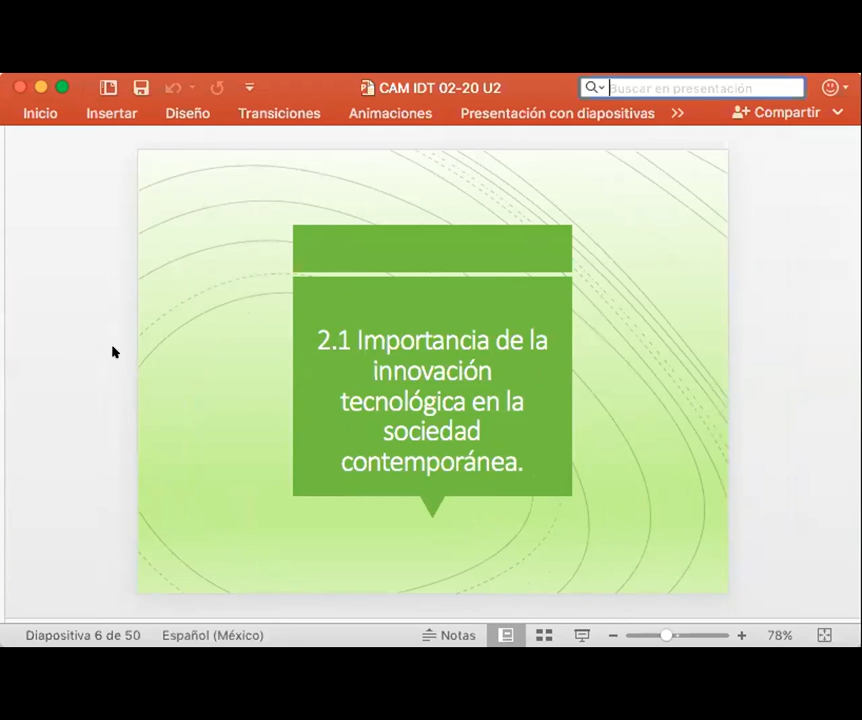 CAM IDT 02-20 U2
Buscar en presentación
Inicio
Insertar
Diseño
Transiciones
Animaciones
Presentación con diapositivas
>>
Compartir
2.1 Importancia de la
innovación
tecnológica en la
sociedad
contemporánea.
Diapositiva 6 de 50
Español (México)
Notas
78%